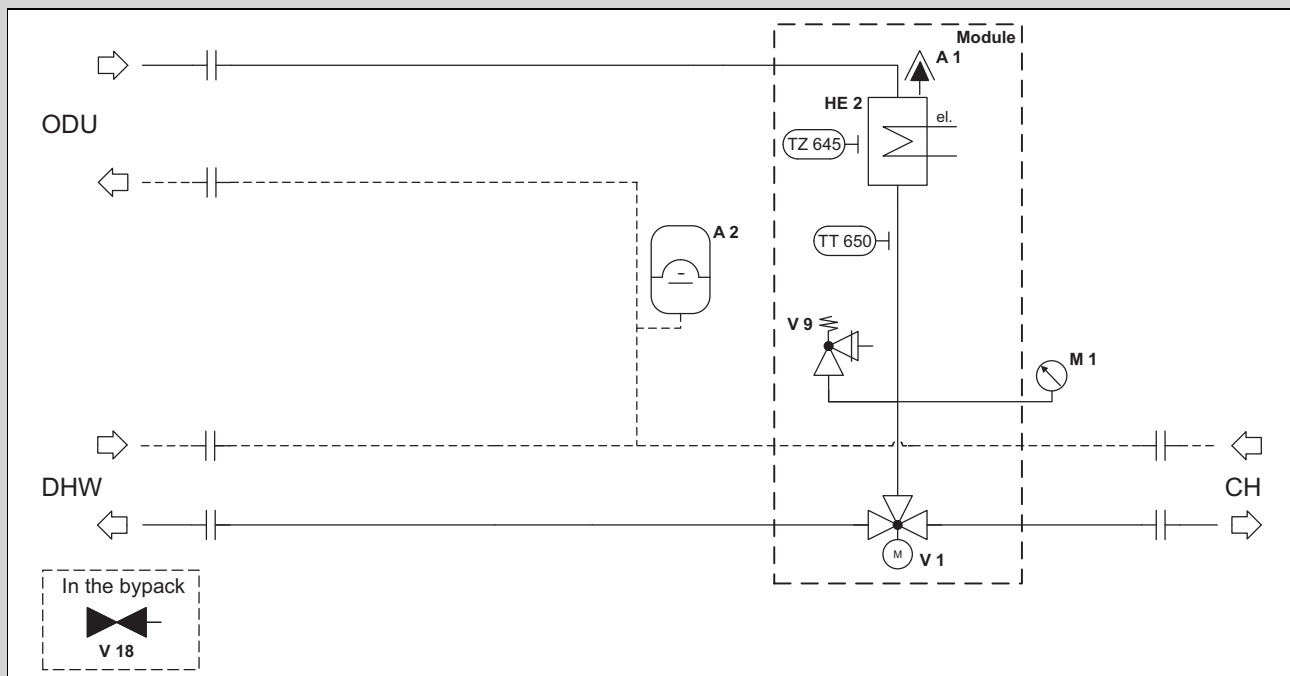 Module
A 1
HE 2
el.
ODU
TZ 645
A 2
TT 650
V 9
M 1
DHW
CH
M
V 1
In the bypack
V 18